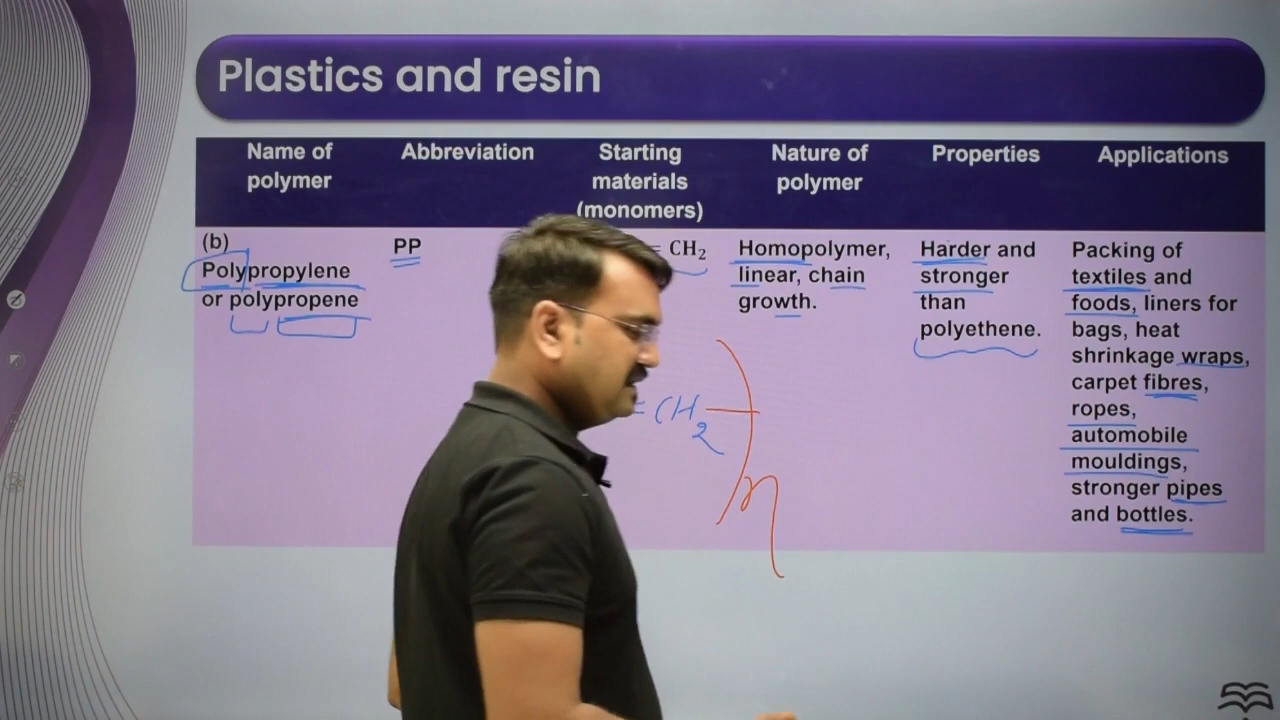 Plastics and resin
Name of polymer
Abbreviation
Starting materials (monomers)
Nature of polymer
Properties
Applications
(b)
Polypropylene
or polypropene
PP
= CH₂
Homopolymer,
linear, chain
growth.
Harder and
stronger
than
polyethene.
Packing of
textiles and
foods, liners for
bags, heat
shrinkage wraps,
carpet fibres,
ropes,
automobile
mouldings,
stronger pipes
and bottles.
= CH₂
n